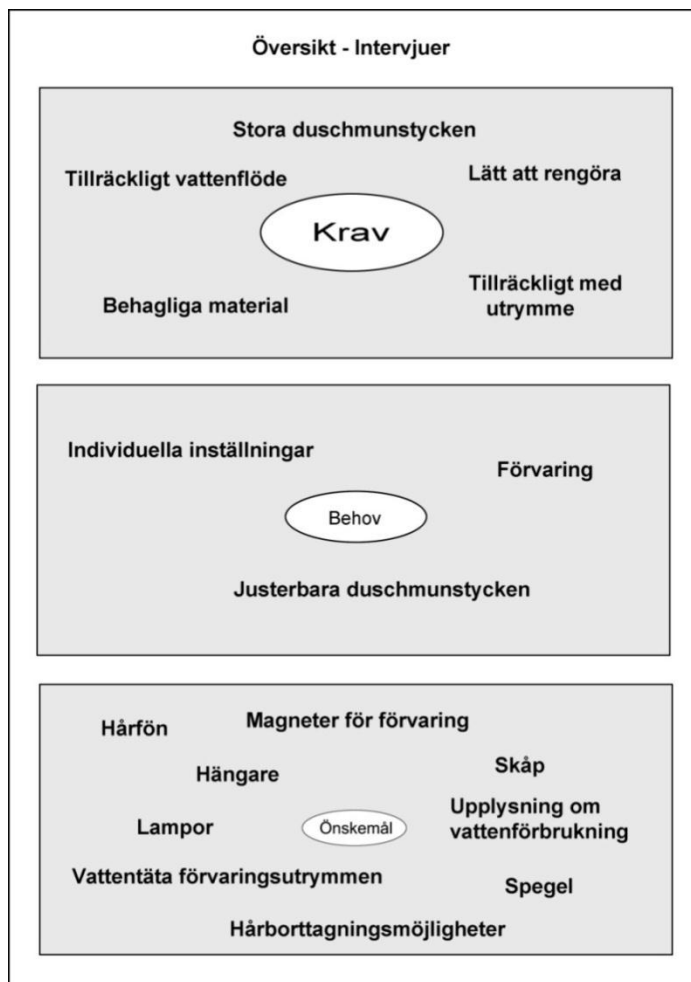 Översikt - Intervjuer
Stora duschmunstycken
Tillräckligt vattenflöde
Lätt att rengöra
Krav
Behagliga material
Tillräckligt med
utrymme
Individuella inställningar
Förvaring
Behov
Justerbara duschmunstycken
Hårfön
Magneter för förvaring
Hängare
Skåp
Lampor
Önskemål
Upplysning om
vattenförbrukning
Vattentäta förvaringsutrymmen
Spegel
Hårborttagningsmöjligheter